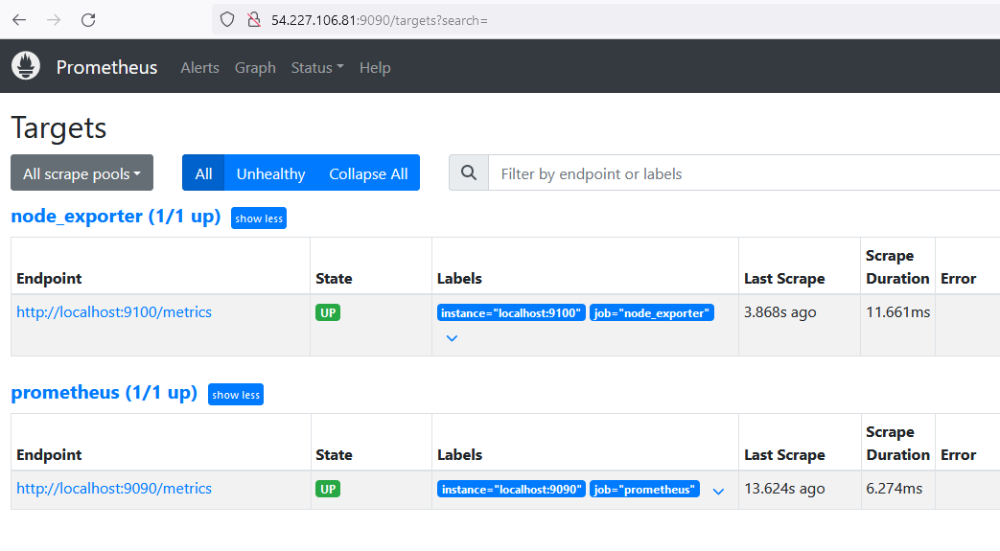 54.227.106.81:9090/targets?search=
Prometheus Alerts Graph Status Help
Targets
All scrape pools All Unhealthy Collapse All Filter by endpoint or labels
node_exporter (1/1 up) show less
Endpoint State Labels Last Scrape Scrape Duration Error
http://localhost:9100/metrics UP instance="localhost:9100" job="node_exporter" 3.868s ago 11.661ms
prometheus (1/1 up) show less
Endpoint State Labels Last Scrape Scrape Duration Error
http://localhost:9090/metrics UP instance="localhost:9090" job="prometheus" 13.624s ago 6.274ms